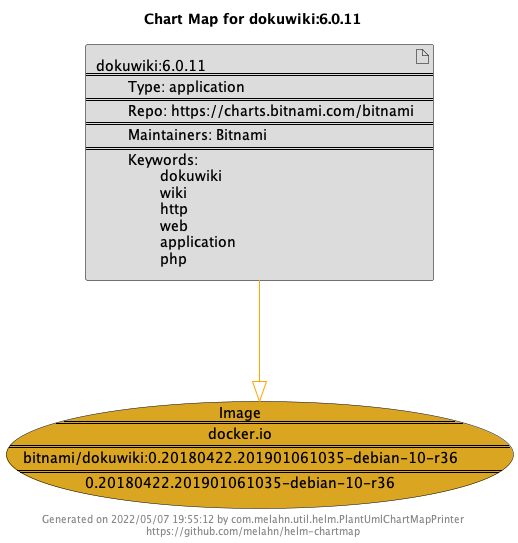 Chart Map for dokuwiki:6.0.11
dokuwiki:6.0.11
Type: application
Repo: https://charts.bitnami.com/bitnami
Maintainers: Bitnami
Keywords:
dokuwiki
wiki
http
web
application
php
Image
docker.io
bitnami/dokuwiki:0.20180422.201901061035-debian-10-r36
0.20180422.201901061035-debian-10-r36
Generated on 2022/05/07 19:55:12 by com.melahn.util.helm.PlantUmlChartMapPrinter
https://github.com/melahn/helm-chartmap